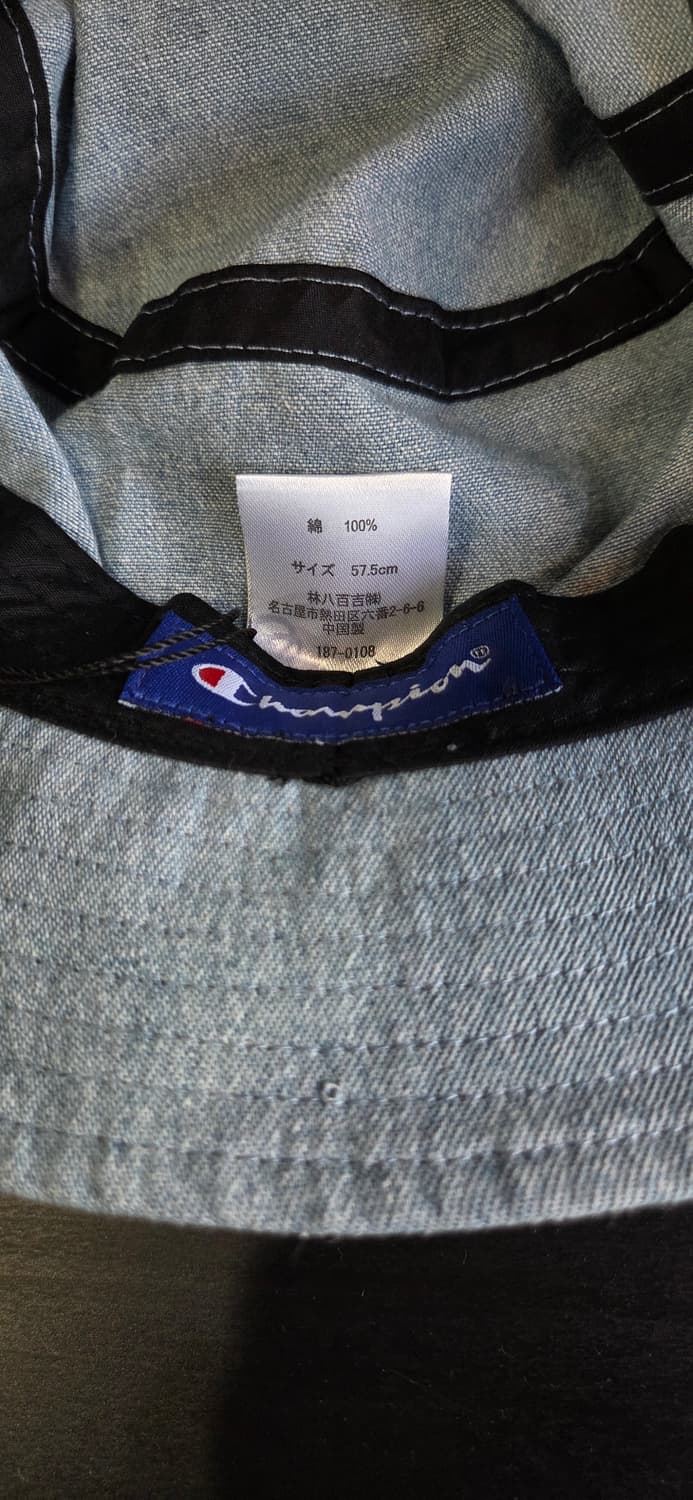 綿 100%
サイズ 57.5cm
林八百吉㈱
名古屋市熱田区六番2-6-6
中国製
187-0108
Champion®